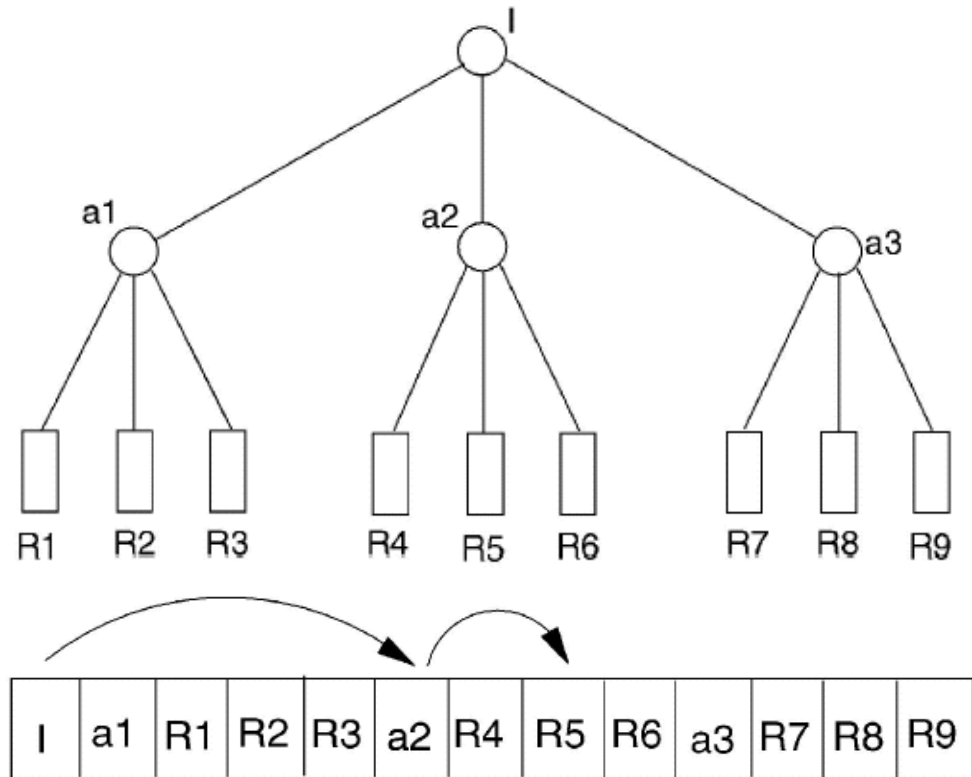 I
a1 a2 a3
R1 R2 R3 R4 R5 R6 R7 R8 R9
I a1 R1 R2 R3 a2 R4 R5 R6 a3 R7 R8 R9